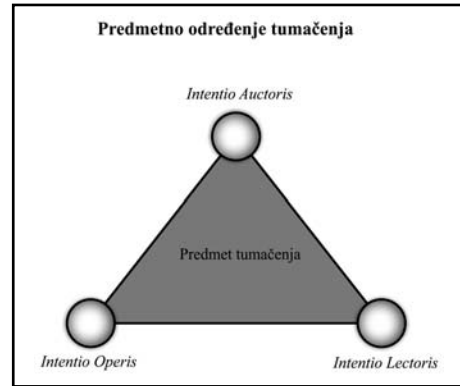 Predmetno određenje tumačenja
Intentio Auctoris
Predmet tumačenja
Intentio Operis
Intentio Lectoris